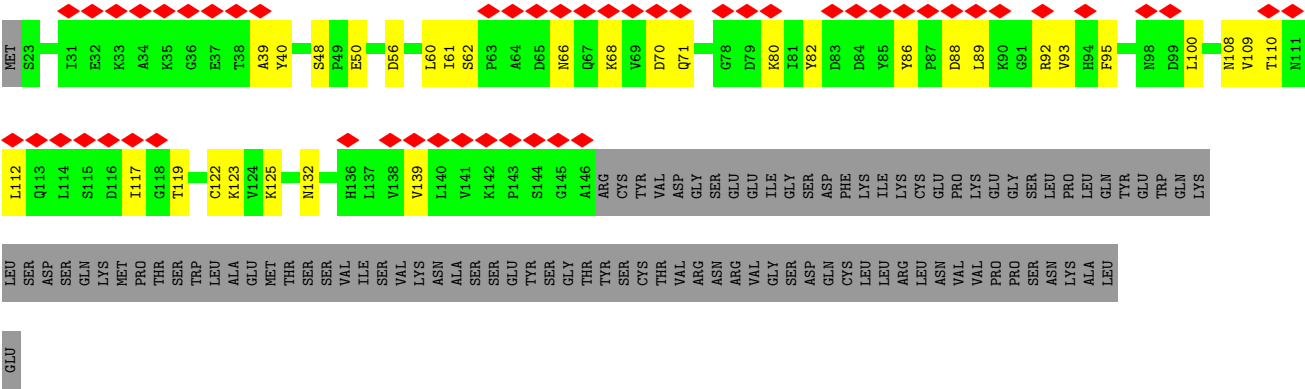 MET S23 I31 E32 K33 A34 K35 G36 E37 T38 A39 Y40 S48 P49 E50 D56 L60 I61 S62 P63 A64 D65 N66 Q67 K68 V69 D70 Q71 G78 D79 K80 I81 Y82 D83 D84 Y85 Y86 P87 D88 L89 K90 G91 R92 V93 H94 F95 N98 D99 L100 N108 V109 T110 N111
L112 Q113 L114 S115 D116 I117 G118 T119 C122 K123 V124 K125 N132 H136 L137 V138 V139 L140 V141 K142 P143 S144 G145 A146 ARG CYS TYR VAL ASP GLY SER GLU GLU ILE GLY SER ASP PHE LYS ILE LYS CYS GLU PRO LYS GLU GLY SER LEU PRO LEU GLN TYR GLU TRP GLN LYS
LEU SER ASP SER GLN LYS MET PRO THR SER TRP LEU ALA GLU MET THR SER SER VAL ILE SER VAL LYS ASN ALA SER SER GLU TYR SER GLY THR TYR SER CYS THR VAL ARG ASN ARG VAL GLY SER ASP GLN CYS LEU LEU ARG LEU ASN VAL VAL PRO PRO SER ASN LYS ALA LEU
GLU